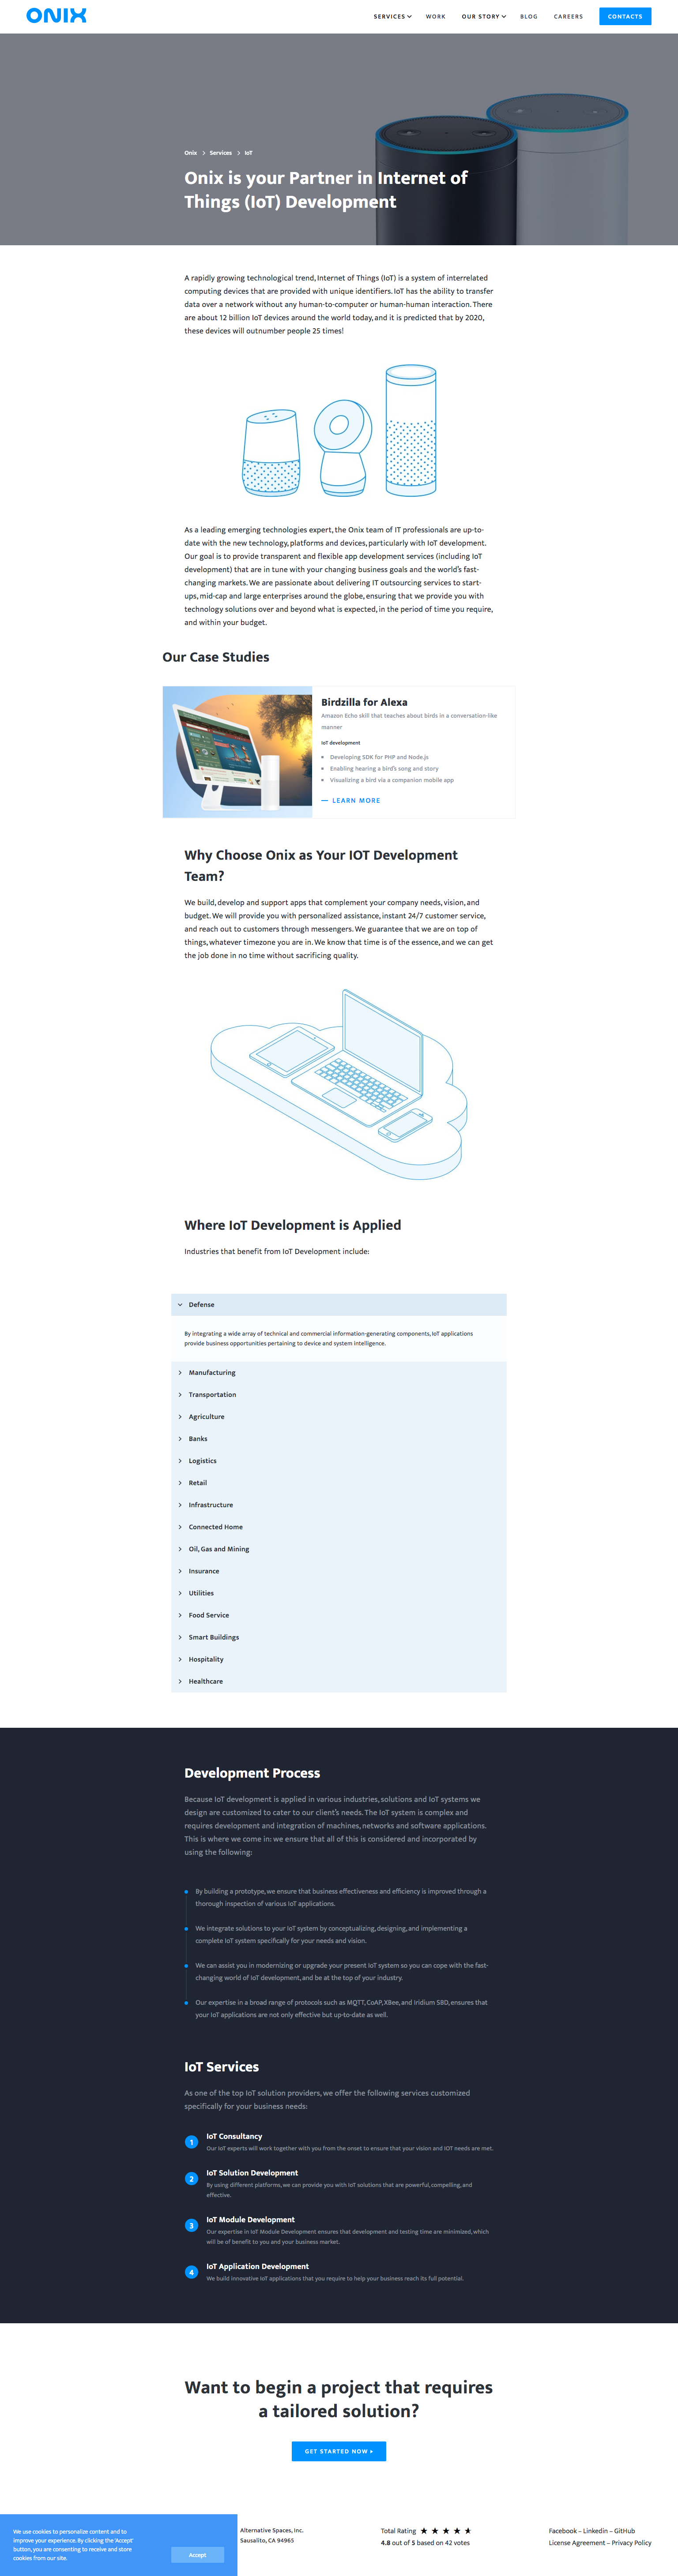 ONIX
SERVICES
WORK
OUR STORY
BLOG
CAREERS
CONTACTS
Onix > Services > IoT
Onix is your Partner in Internet of
Things (IoT) Development
A rapidly growing technological trend, Internet of Things (IoT) is a system of interrelated
computing devices that are provided with unique identifiers. IoT has the ability to transfer
data over a network without any human-to-computer or human-human interaction. There
are about 12 billion IoT devices around the world today, and it is predicted that by 2020,
these devices will outnumber people 25 times!
As a leading emerging technologies expert, the Onix team of IT professionals are up-to-
date with the new technology, platforms and devices, particularly with IoT development.
Our goal is to provide transparent and flexible app development services (including IoT
development) that are in tune with your changing business goals and the world's fast-
changing markets. We are passionate about delivering IT outsourcing services to start-
ups, mid-cap and large enterprises around the globe, ensuring that we provide you with
technology solutions over and beyond what is expected, in the period of time you require,
and within your budget.
Our Case Studies
Birdzilla for Alexa
Amazon Echo skill that teaches about birds in a conversation-like
manner
IoT development
Developing SDK for PHP and Node.js
Enabling hearing a bird's song and story
Visualizing a bird via a companion mobile app
LEARN MORE
Why Choose Onix as Your IOT Development
Team?
We build, develop and support apps that complement your company needs, vision, and
budget. We will provide you with personalized assistance, instant 24/7 customer service,
and reach out to customers through messengers. We guarantee that we are on top of
things, whatever timezone you are in. We know that time is of the essence, and we can get
the job done in no time without sacrificing quality.
Where IoT Development is Applied
Industries that benefit from IoT Development include:
Defense
By integrating a wide array of technical and commercial information-generating components, IoT applications
provide business opportunities pertaining to device and system intelligence.
Manufacturing
Transportation
Agriculture
Banks
Logistics
Retail
Infrastructure
Connected Home
Oil, Gas and Mining
Insurance
Utilities
Food Service
Smart Buildings
Hospitality
Healthcare
Development Process
Because IoT development is applied in various industries, solutions and IoT systems we
design are customized to cater to our client's needs. The IoT system is complex and
requires development and integration of machines, networks and software applications.
This is where we come in: we ensure that all of this is considered and incorporated by
using the following:
By building a prototype, we ensure that business effectiveness and efficiency is improved through a
thorough inspection of various IoT applications.
We integrate solutions to your IoT system by conceptualizing, designing, and implementing a
complete IoT system specifically for your needs and vision.
We can assist you in modernizing or upgrade your present IoT system so you can cope with the fast-
changing world of IoT development, and be at the top of your industry.
Our expertise in a broad range of protocols such as MQTT, CoAP, XBee, and Iridium SBD, ensures that
your IoT applications are not only effective but up-to-date as well.
IoT Services
As one of the top IoT solution providers, we offer the following services customized
specifically for your business needs:
1 IoT Consultancy
Our IoT experts will work together with you from the onset to ensure that your vision and IOT needs are met.
2 IoT Solution Development
By using different platforms, we can provide you with IoT solutions that are powerful, compelling, and
effective.
3 IoT Module Development
Our expertise in IoT Module Development ensures that development and testing time are minimized, which
will be of benefit to you and your business market.
4 IoT Application Development
We build innovative IoT applications that you require to help your business reach its full potential.
Want to begin a project that requires
a tailored solution?
GET STARTED NOW
We use cookies to personalize content and to
improve your experience. By clicking the 'Accept'
button, you are consenting to receive and store
cookies from our site.
Accept
Alternative Spaces, Inc.
Sausalito, CA 94965
Total Rating
4.8 out of 5 based on 42 votes
Facebook – Linkedin – GitHub
License Agreement – Privacy Policy